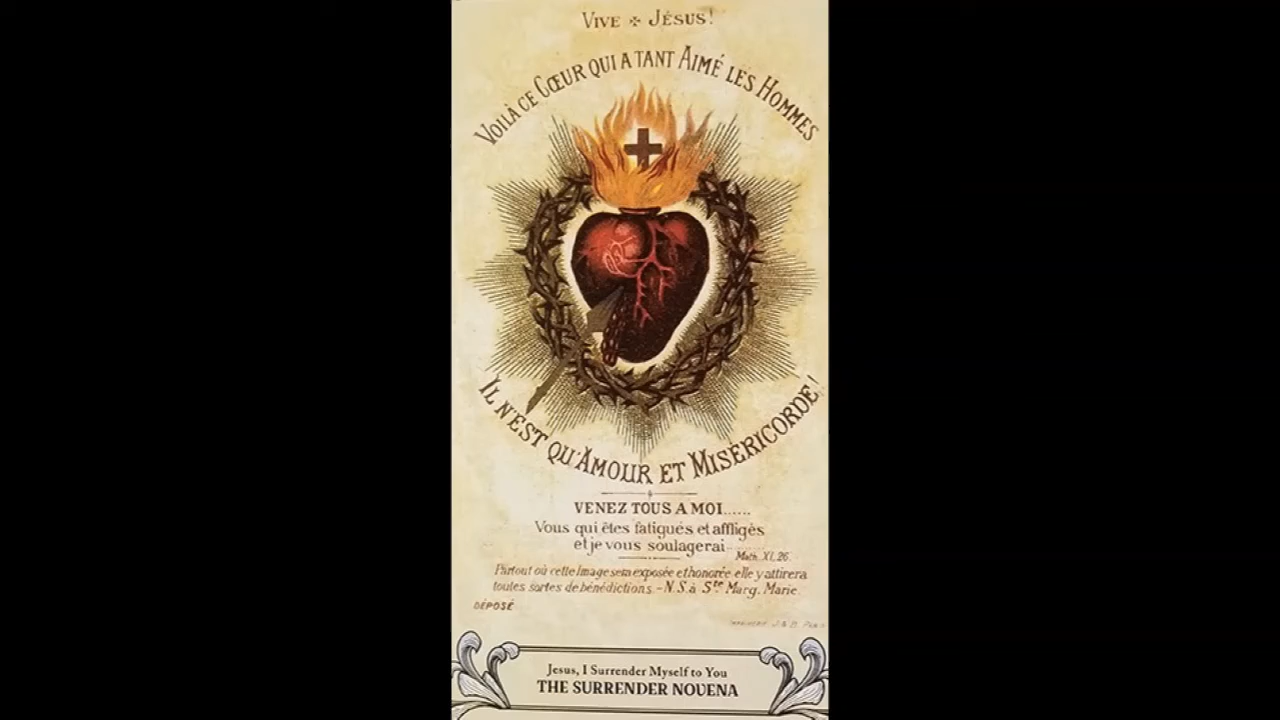 VIVE ✠ JÉSUS!
VOILÀ CE CŒUR QUI A TANT AIMÉ LES HOMMES
IL N'EST QU'AMOUR ET MISÉRICORDE!
VENEZ TOUS A MOI......
Vous qui êtes fatigués et affligés
et je vous soulagerai
Math. XI, 26.
Partout où cette Image sera exposée et honorée elle y attirera
toutes sortes de bénédictions. - N. S. à Ste Marg. Marie.
DÉPOSÉ
J & B PARIS
Jesus, I Surrender Myself to You
THE SURRENDER NOVENA